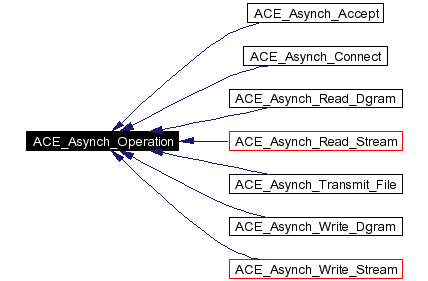 ACE_Asynch_Accept
ACE_Asynch_Connect
ACE_Asynch_Read_Dgram
ACE_Asynch_Operation
ACE_Asynch_Read_Stream
ACE_Asynch_Transmit_File
ACE_Asynch_Write_Dgram
ACE_Asynch_Write_Stream